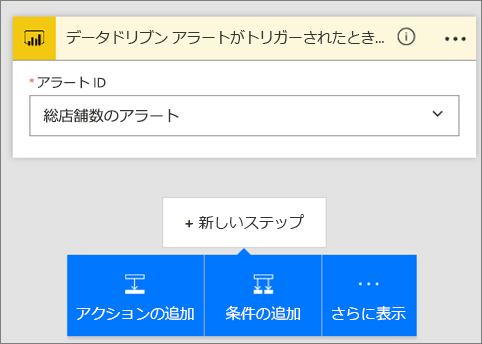 データドリブン アラートがトリガーされたとき...
*アラート ID
総店舗数のアラート
+ 新しいステップ
アクションの追加
条件の追加
さらに表示